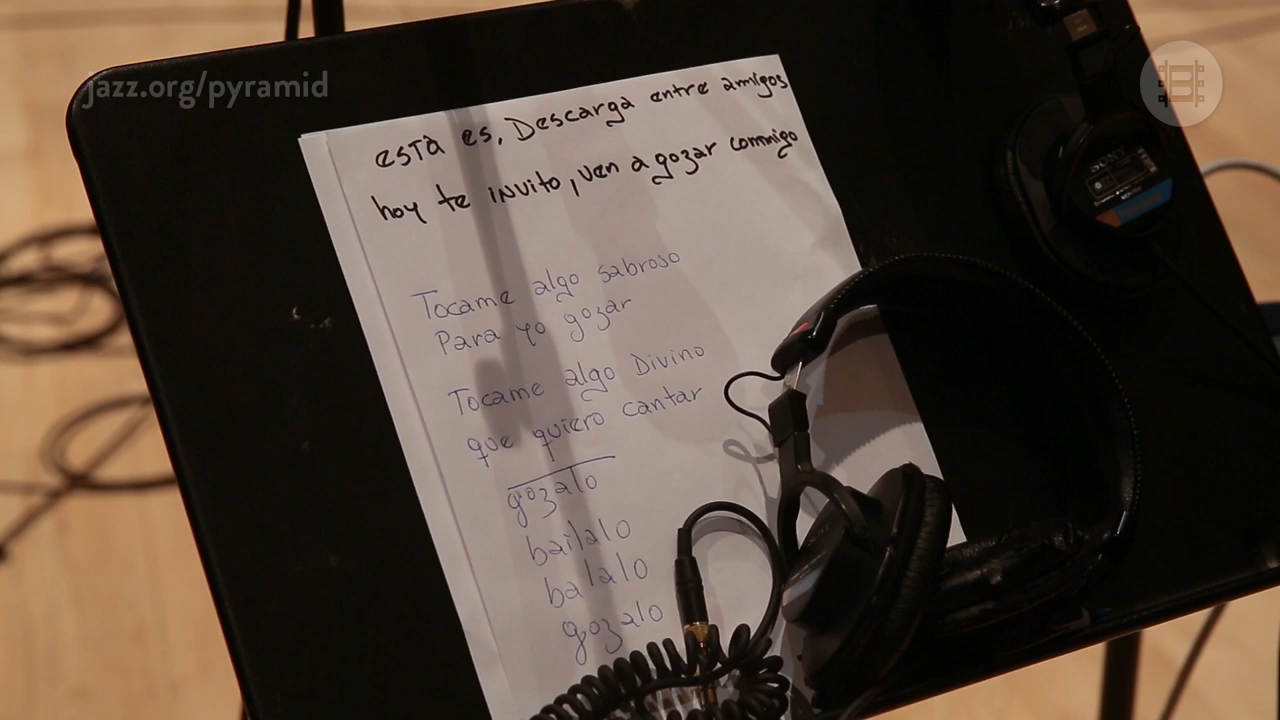 jazz.org/pyramid
està es, Descarga entre amigos
hoy te invito, ven a gozar commigo
Tocame algo sabroso
Para yo gozar
Tocame algo Divino
que quiero cantar
gozalo
bailalo
balalo
gozalo
SONY